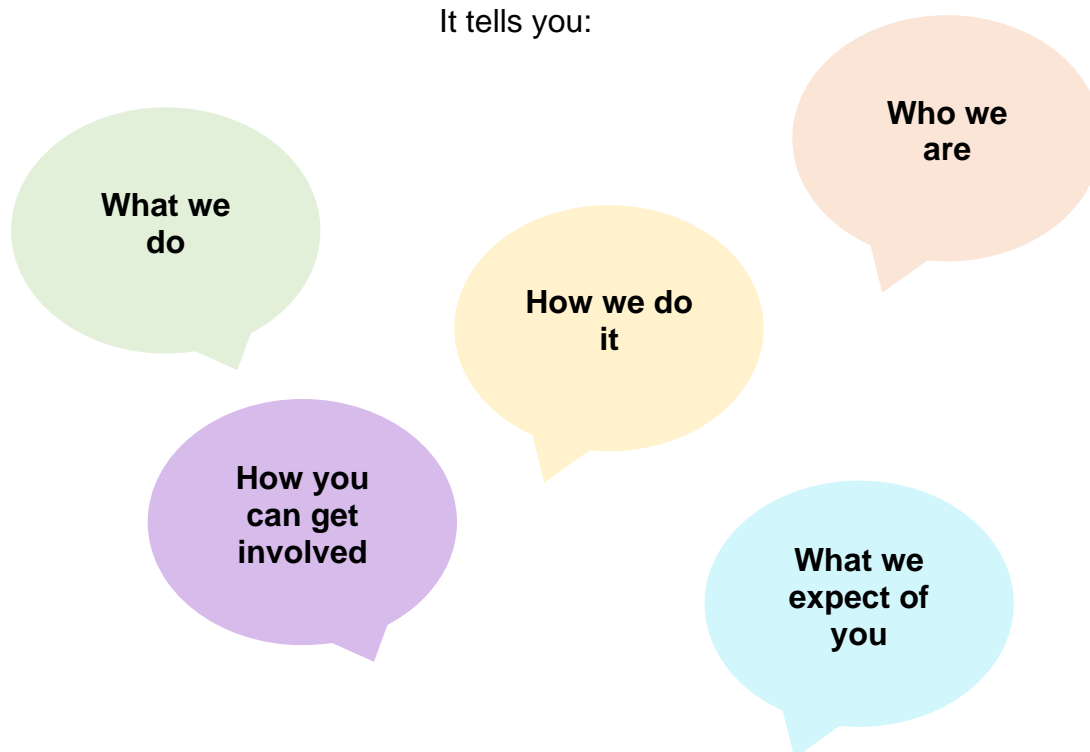 It tells you:
Who we
are
What we
do
How we do
it
How you
can get
involved
What we
expect of
you